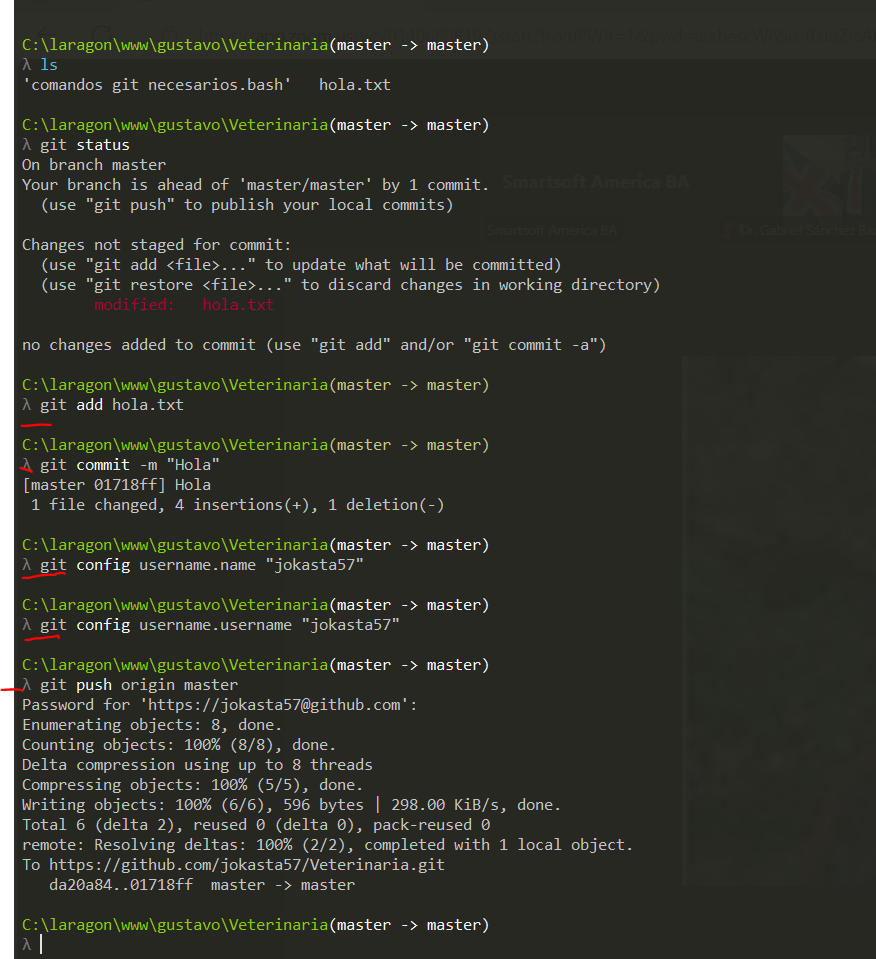 C:\laragon\www\gustavo\Veterinaria(master -> master)
λ ls
'comandos git necesarios.bash'   hola.txt
C:\laragon\www\gustavo\Veterinaria(master -> master)
λ git status
On branch master
Your branch is ahead of 'master/master' by 1 commit.
  (use "git push" to publish your local commits)
Smartsoft America BA
Smartsoft America BA
Dr. Gabriel Sánchez
Changes not staged for commit:
  (use "git add <file>..." to update what will be committed)
  (use "git restore <file>..." to discard changes in working directory)
        modified:   hola.txt
no changes added to commit (use "git add" and/or "git commit -a")
C:\laragon\www\gustavo\Veterinaria(master -> master)
λ git add hola.txt
C:\laragon\www\gustavo\Veterinaria(master -> master)
λ git commit -m "Hola"
[master 01718ff] Hola
 1 file changed, 4 insertions(+), 1 deletion(-)
C:\laragon\www\gustavo\Veterinaria(master -> master)
λ git config username.name "jokasta57"
C:\laragon\www\gustavo\Veterinaria(master -> master)
λ git config username.username "jokasta57"
C:\laragon\www\gustavo\Veterinaria(master -> master)
λ git push origin master
Password for 'https://jokasta57@github.com':
Enumerating objects: 8, done.
Counting objects: 100% (8/8), done.
Delta compression using up to 8 threads
Compressing objects: 100% (5/5), done.
Writing objects: 100% (6/6), 596 bytes | 298.00 KiB/s, done.
Total 6 (delta 2), reused 0 (delta 0), pack-reused 0
remote: Resolving deltas: 100% (2/2), completed with 1 local object.
To https://github.com/jokasta57/Veterinaria.git
   da20a84..01718ff  master -> master
C:\laragon\www\gustavo\Veterinaria(master -> master)
λ